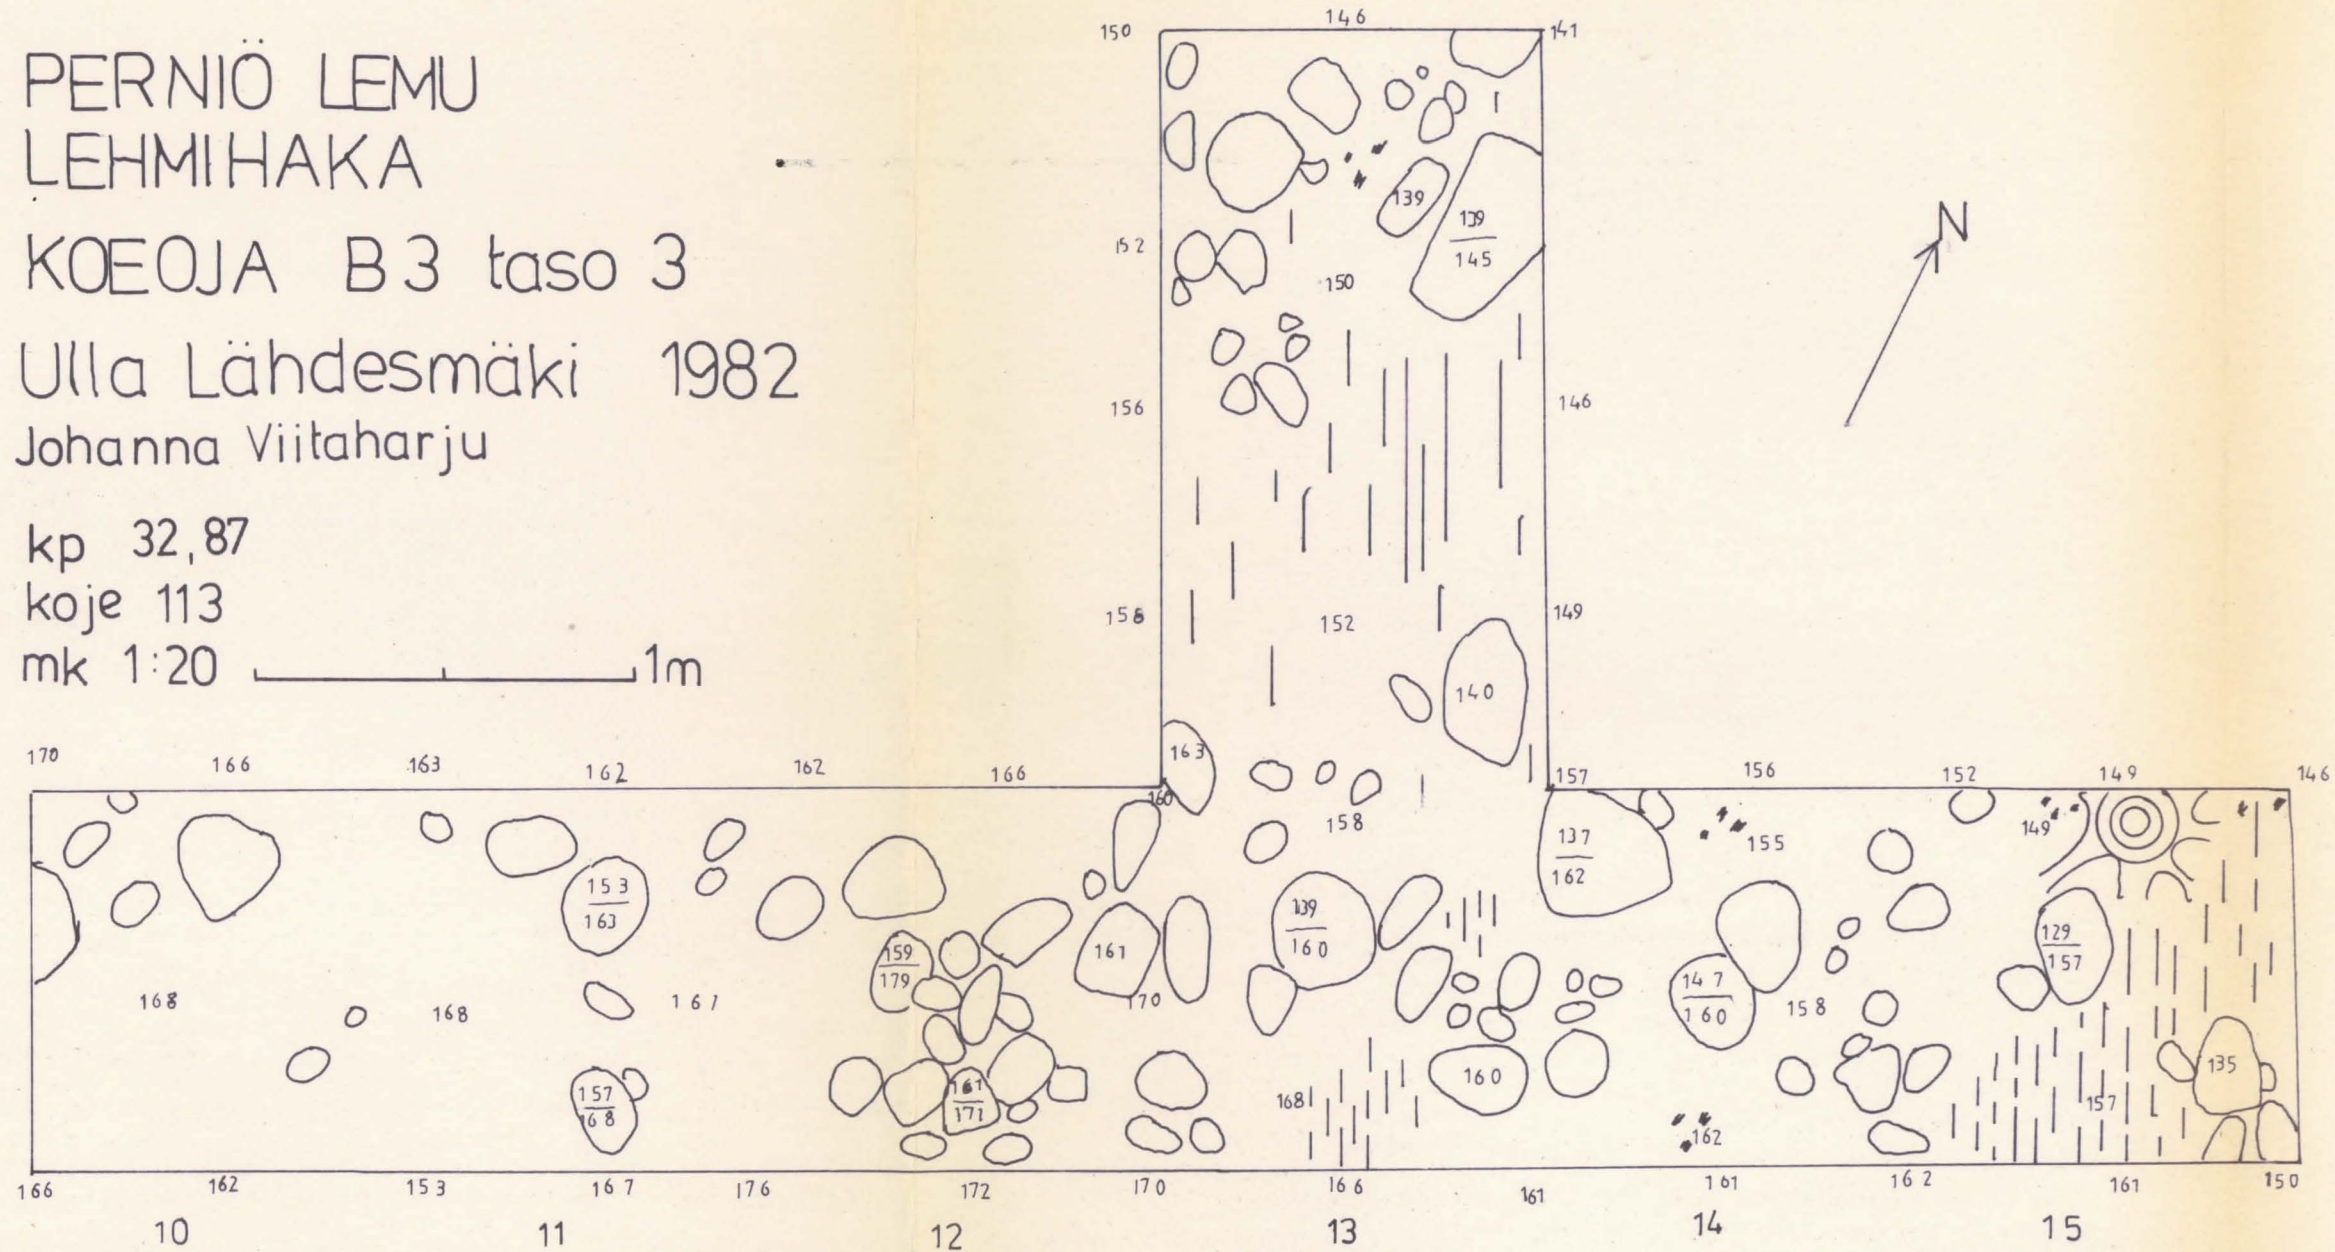 PERNIÖ LEMU
LEHMIHAKA
KOEOJA B3 taso 3
Ulla Lähdesmäki 1982
Johanna Viitaharju
kp 32,87
koje 113
mk 1:20 1m
N
150 146 141
139
139
145
152
150
156 146
158 152 149
140
163
170 166 163 162 162 166 160 157 156 152 149 146
158
137
162
155
149
153
163
139
160
159
179
161
129
157
168 168 167 170
147
160
158
157
168
161
171
168
160
162
157
135
166 162 153 167 176 172 170 166 161 161 162 161 150
10 11 12 13 14 15